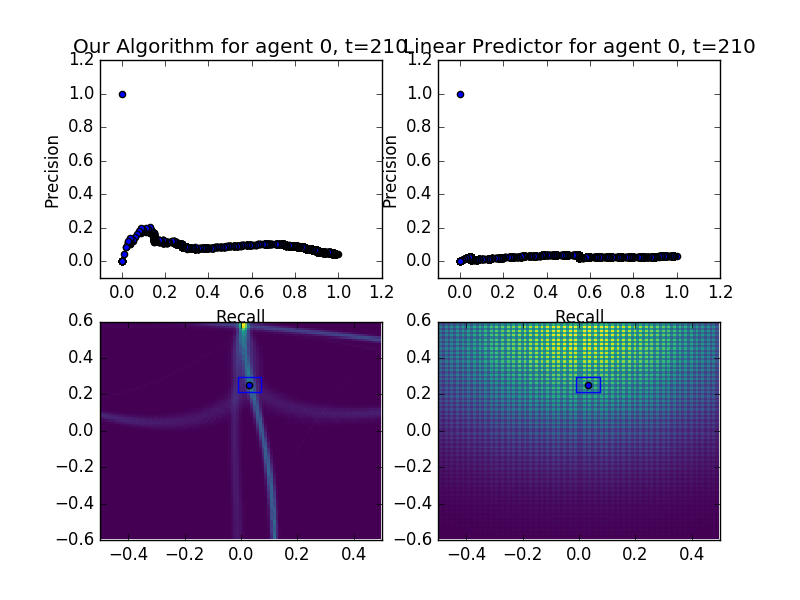 Our Algorithm for agent 0, t=210
Linear Predictor for agent 0, t=210
1.2
1.0
0.8
0.6
0.4
0.2
0.0
Precision
0.0 0.2 0.4 0.6 0.8 1.0 1.2
Recall
1.2
1.0
0.8
0.6
0.4
0.2
0.0
Precision
0.0 0.2 0.4 0.6 0.8 1.0 1.2
Recall
0.6
0.4
0.2
0.0
−0.2
−0.4
−0.6
−0.4 −0.2 0.0 0.2 0.4
0.6
0.4
0.2
0.0
−0.2
−0.4
−0.6
−0.4 −0.2 0.0 0.2 0.4